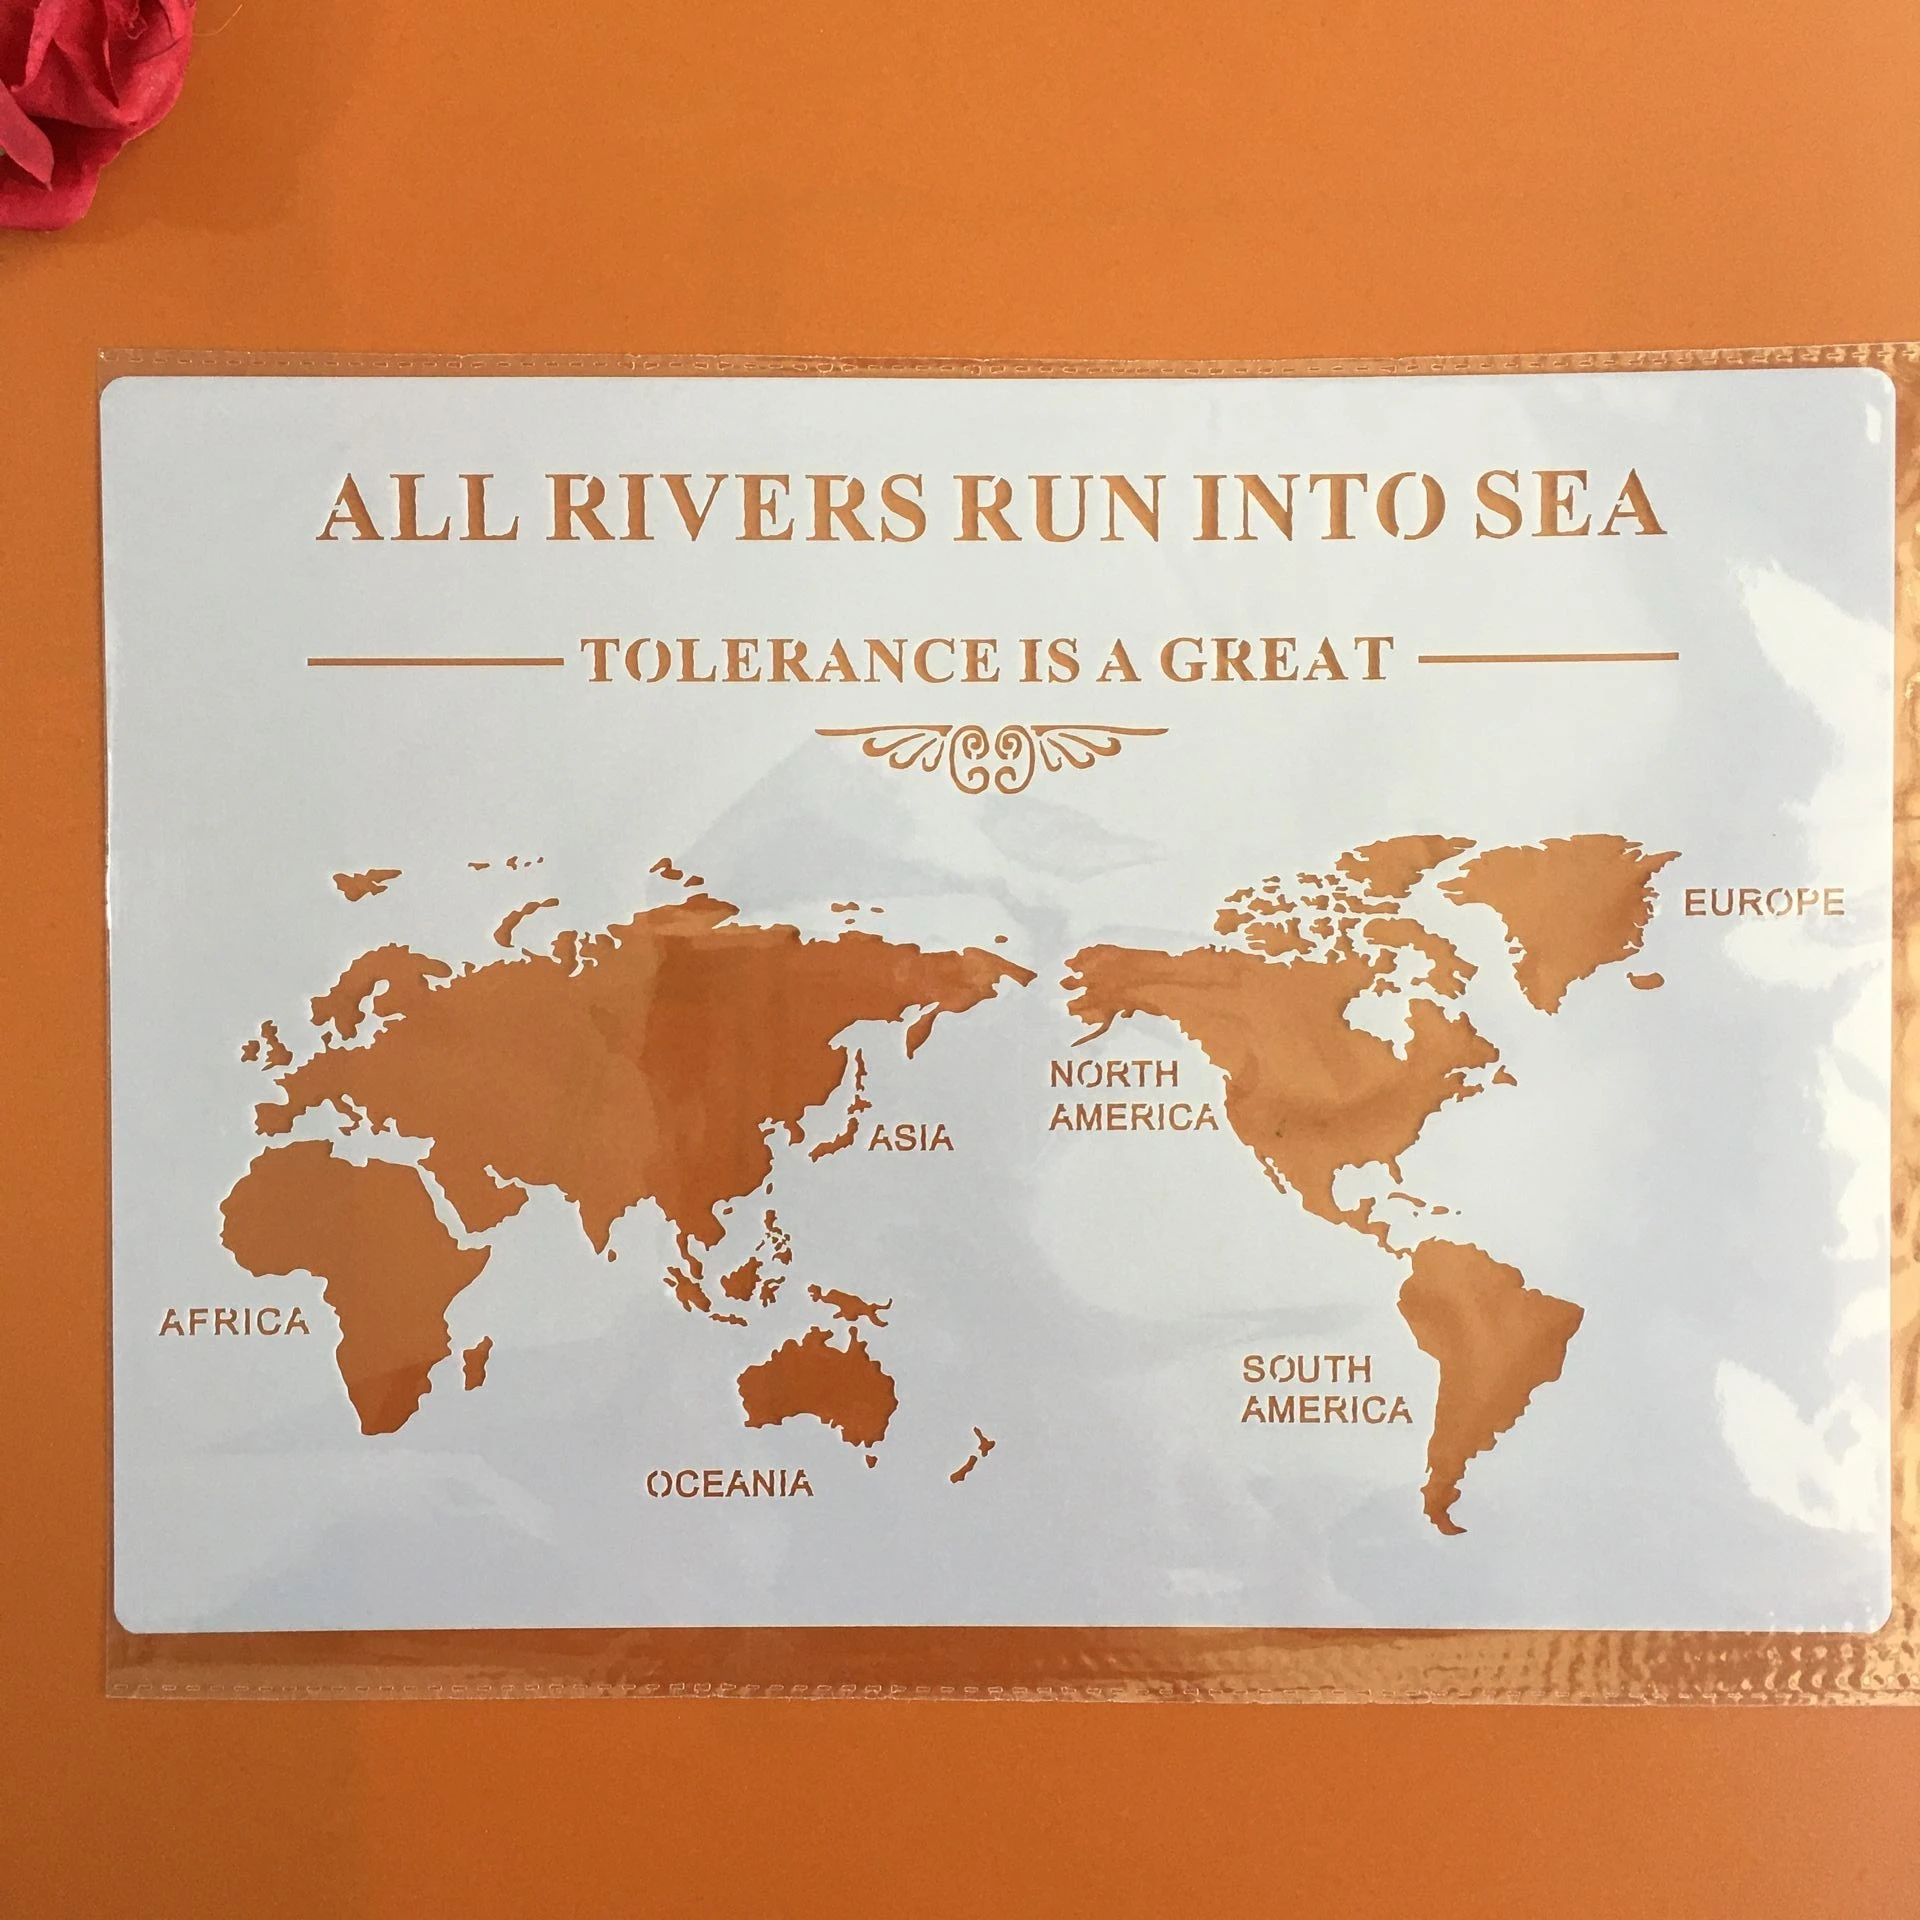 ALL RIVERS RUN INTO SEA
TOLERANCE IS A GREAT
EUROPE
NORTH
AMERICA
ASIA
AFRICA
SOUTH
AMERICA
OCEANIA